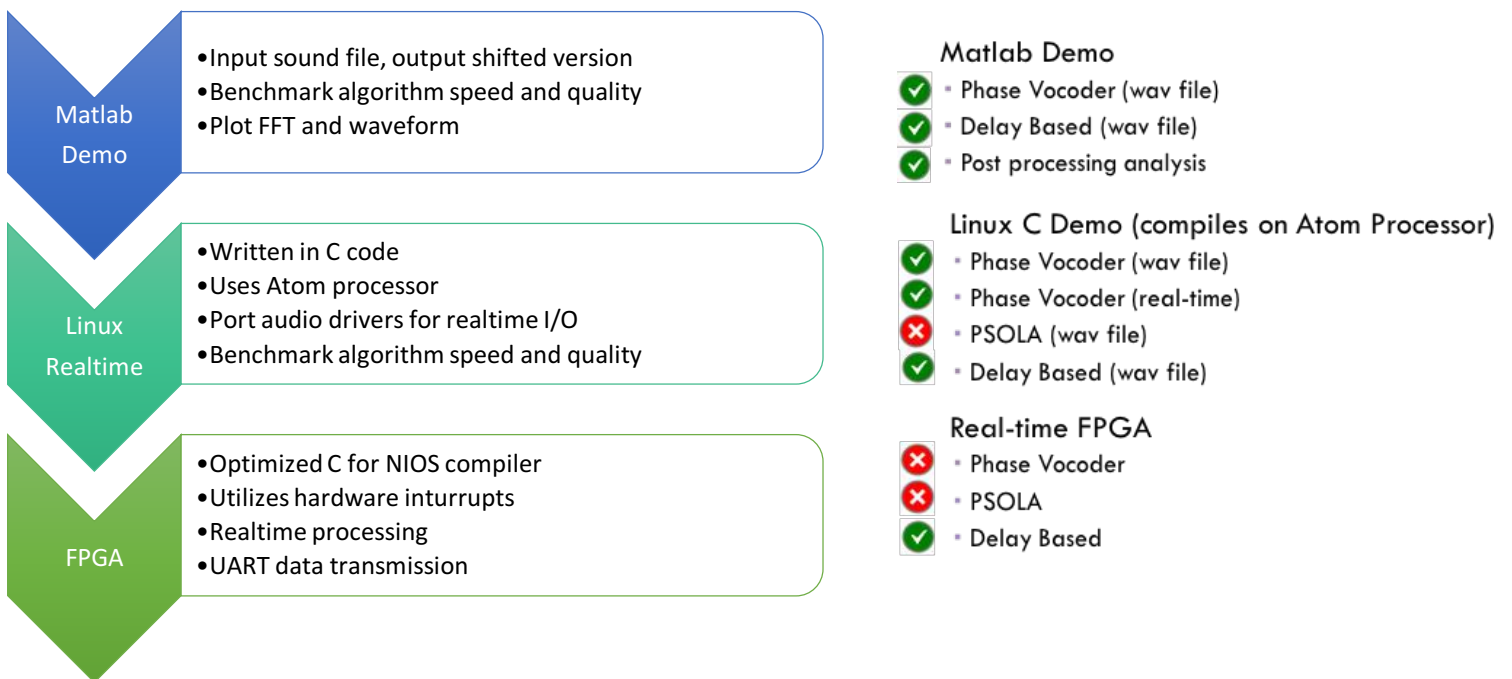 Matlab
Demo
•Input sound file, output shifted version
•Benchmark algorithm speed and quality
•Plot FFT and waveform
Linux
Realtime
•Written in C code
•Uses Atom processor
•Port audio drivers for realtime I/O
•Benchmark algorithm speed and quality
FPGA
•Optimized C for NIOS compiler
•Utilizes hardware inturrupts
•Realtime processing
•UART data transmission
Matlab Demo
▪ Phase Vocoder (wav file)
▪ Delay Based (wav file)
▪ Post processing analysis
Linux C Demo (compiles on Atom Processor)
▪ Phase Vocoder (wav file)
▪ Phase Vocoder (real-time)
▪ PSOLA (wav file)
▪ Delay Based (wav file)
Real-time FPGA
▪ Phase Vocoder
▪ PSOLA
▪ Delay Based